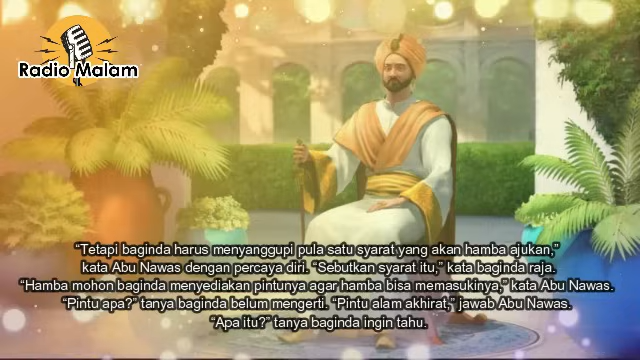 Radio Malam
“Tetapi baginda harus menyanggupi pula satu syarat yang akan hamba ajukan,”
kata Abu Nawas dengan percaya diri. “Sebutkan syarat itu,” kata baginda raja.
“Hamba mohon baginda menyediakan pintunya agar hamba bisa memasukinya,” kata Abu Nawas.
“Pintu apa?” tanya baginda belum mengerti. “Pintu alam akhirat,” jawab Abu Nawas.
“Apa itu?” tanya baginda ingin tahu.